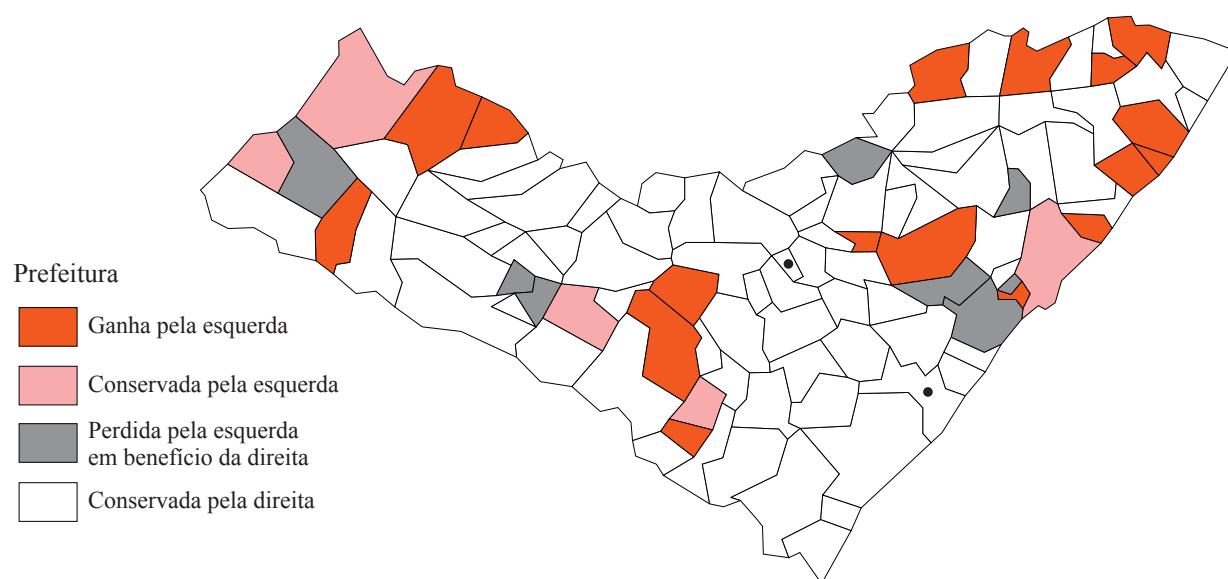 Prefeitura
Ganha pela esquerda
Conservada pela esquerda
Perdida pela esquerda
em benefício da direita
Conservada pela direita